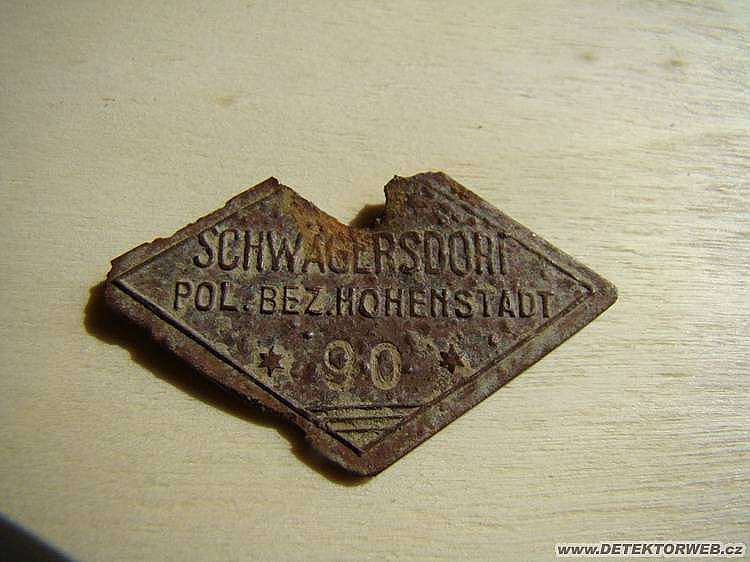 SCHWAGERSDORF
POL. BEZ. HOHENSTADT
* 90 *
www.DETEKTORWEB.cz